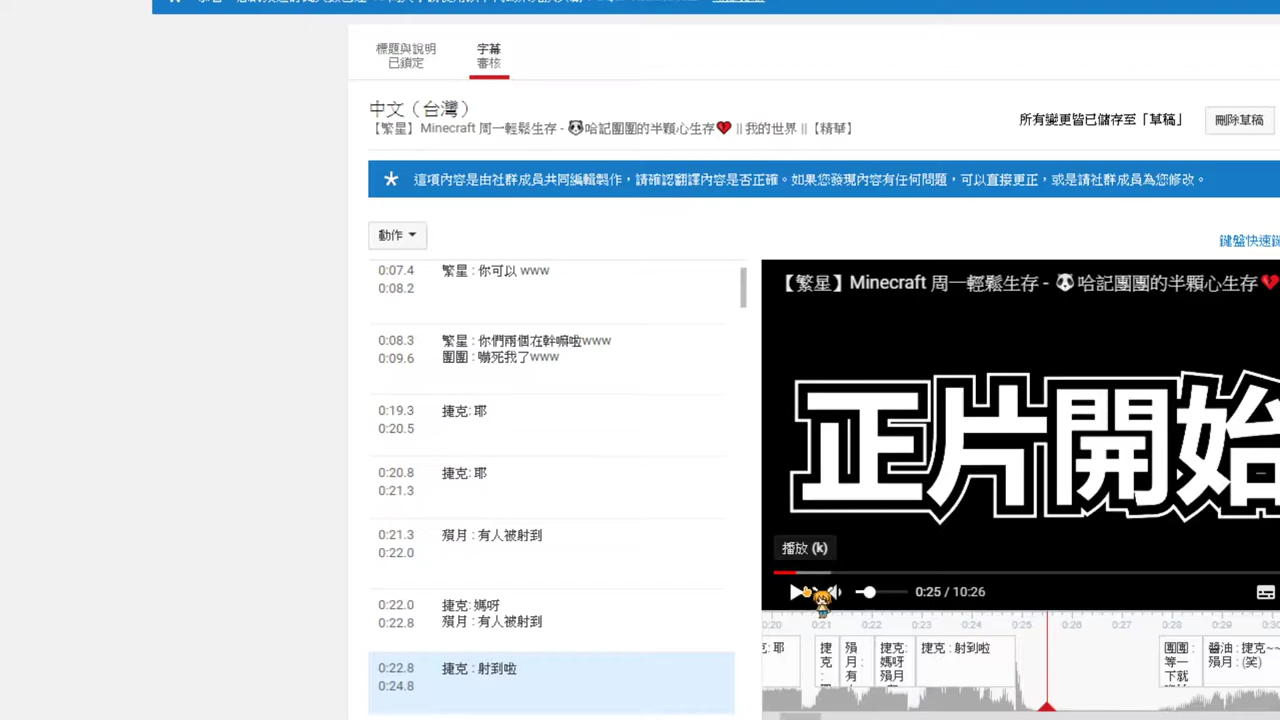 標題與說明
已鎖定
字幕
審核
中文（台灣）
【繁星】Minecraft 周一輕鬆生存 - 🐼哈記團團的半顆心生存💔 || 我的世界 ||【精華】
所有變更皆已儲存至「草稿」
刪除草稿
這項內容是由社群成員共同編輯製作，請確認翻譯內容是否正確。如果您發現內容有任何問題，可以直接更正，或是請社群成員為您修改。
動作
鍵盤快速鍵
0:07.4 繁星 : 你可以 www
0:08.2
0:08.3 繁星 : 你們兩個在幹嘛啦www
0:09.6 團團 : 嚇死我了www
0:19.3 捷克: 耶
0:20.5
0:20.8 捷克: 耶
0:21.3
0:21.3 殞月 : 有人被射到
0:22.0
0:22.0 捷克: 媽呀
0:22.8 殞月 : 有人被射到
0:22.8 捷克 : 射到啦
0:24.8
【繁星】Minecraft 周一輕鬆生存 - 🐼哈記團團的半顆心生存💔
正片開始
播放 (k)
0:25 / 10:26
0:20 0:21 0:22 0:23 0:24 0:25 0:26 0:27 0:28 0:29
: 耶
捷
克
:
殞
月 :
有
捷克:
媽呀
殞月
捷克 : 射到啦
團團 :
等一
下就
醬油 : 捷克~~
殞月 : (笑)